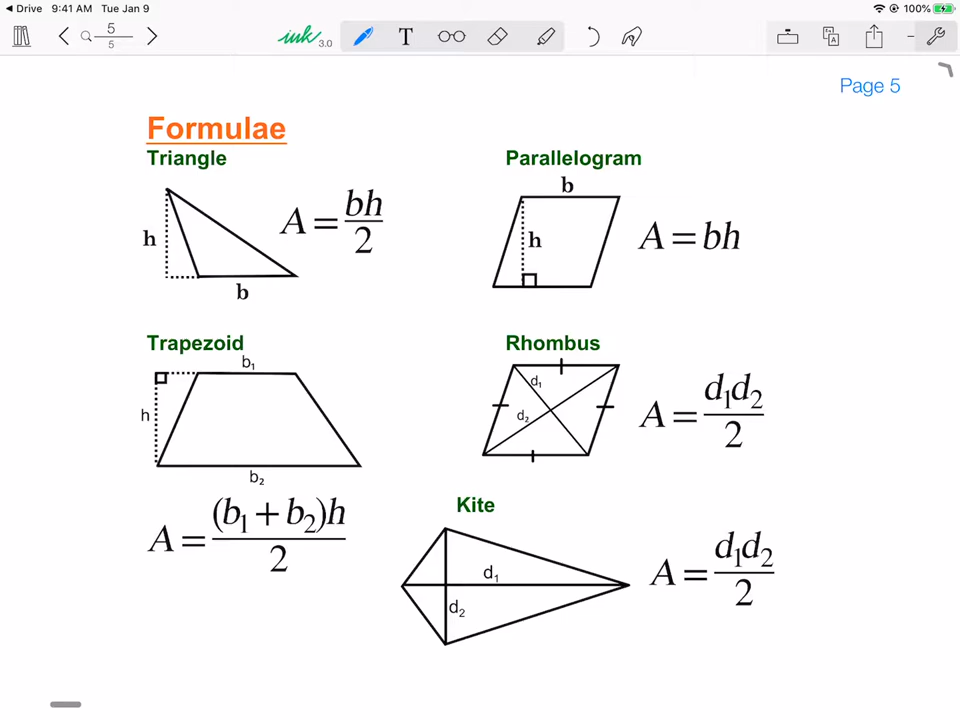 Drive 9:41 AM Tue Jan 9 100%
5
5
ink 3.0
T
Page 5
Formulae
Triangle
h
b
A = bh/2
Parallelogram
b
h
A = bh
Trapezoid
b₁
h
b₂
A = (b₁ + b₂)h/2
Rhombus
d₁
d₂
A = d₁d₂/2
Kite
d₁
d₂
A = d₁d₂/2